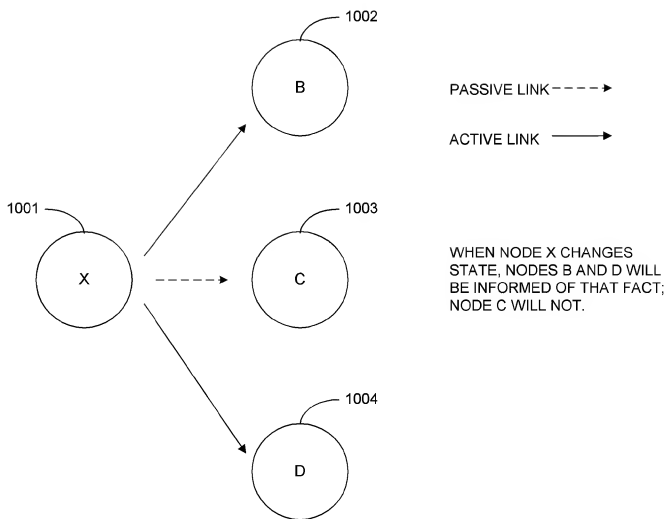 1002
B
PASSIVE LINK
ACTIVE LINK
1001
X
1003
C
WHEN NODE X CHANGES
STATE, NODES B AND D WILL
BE INFORMED OF THAT FACT;
NODE C WILL NOT.
1004
D